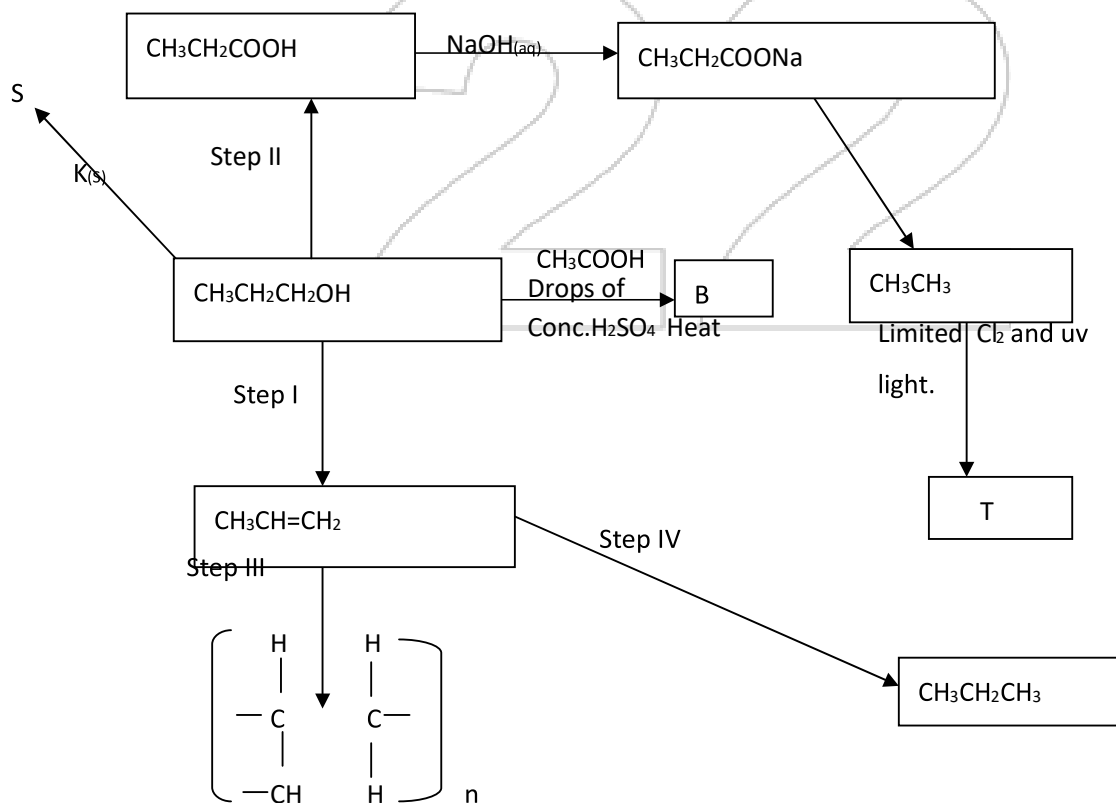 CH₃CH₂COOH
NaOH(aq)
CH₃CH₂COONa
S
K(s)
Step II
CH₃CH₂CH₂OH
CH₃COOH
Drops of
Conc.H₂SO₄ Heat
B
CH₃CH₃
Limited Cl₂ and uv
light.
Step I
T
CH₃CH=CH₂
Step III
Step IV
CH₃CH₂CH₃
H H
C C
CH H n